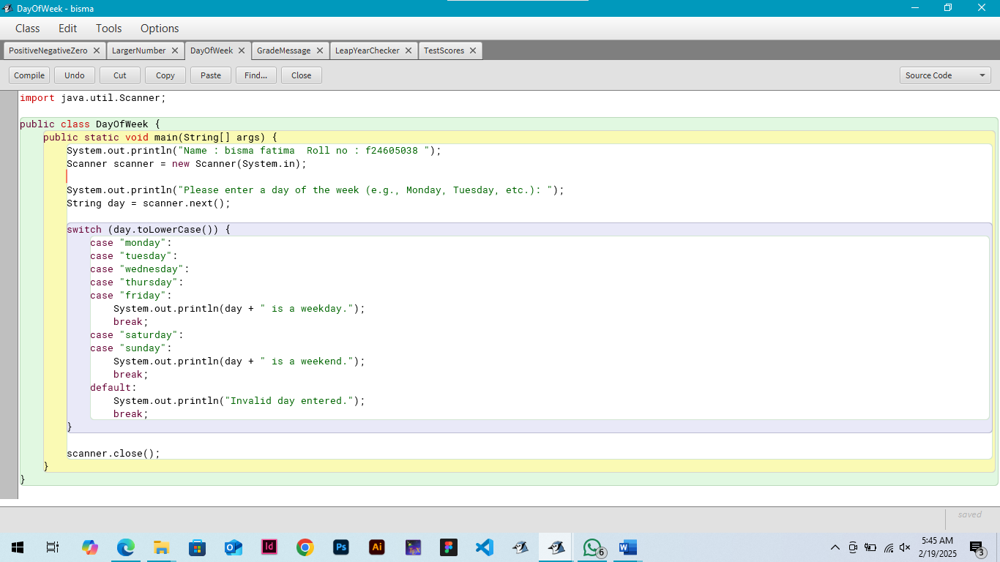 DayOfWeek - bisma
Class Edit Tools Options
PositiveNegativeZero LargerNumber DayOfWeek GradeMessage LeapYearChecker TestScores
Compile Undo Cut Copy Paste Find... Close Source Code
import java.util.Scanner;
public class DayOfWeek {
    public static void main(String[] args) {
        System.out.println("Name : bisma fatima  Roll no : f24605038 ");
        Scanner scanner = new Scanner(System.in);
        System.out.println("Please enter a day of the week (e.g., Monday, Tuesday, etc.): ");
        String day = scanner.next();
        switch (day.toLowerCase()) {
            case "monday":
            case "tuesday":
            case "wednesday":
            case "thursday":
            case "friday":
                System.out.println(day + " is a weekday.");
                break;
            case "saturday":
            case "sunday":
                System.out.println(day + " is a weekend.");
                break;
            default:
                System.out.println("Invalid day entered.");
                break;
        }
        scanner.close();
    }
}
saved
Id Ps Ai 6 W 5:45 AM
2/19/2025 3